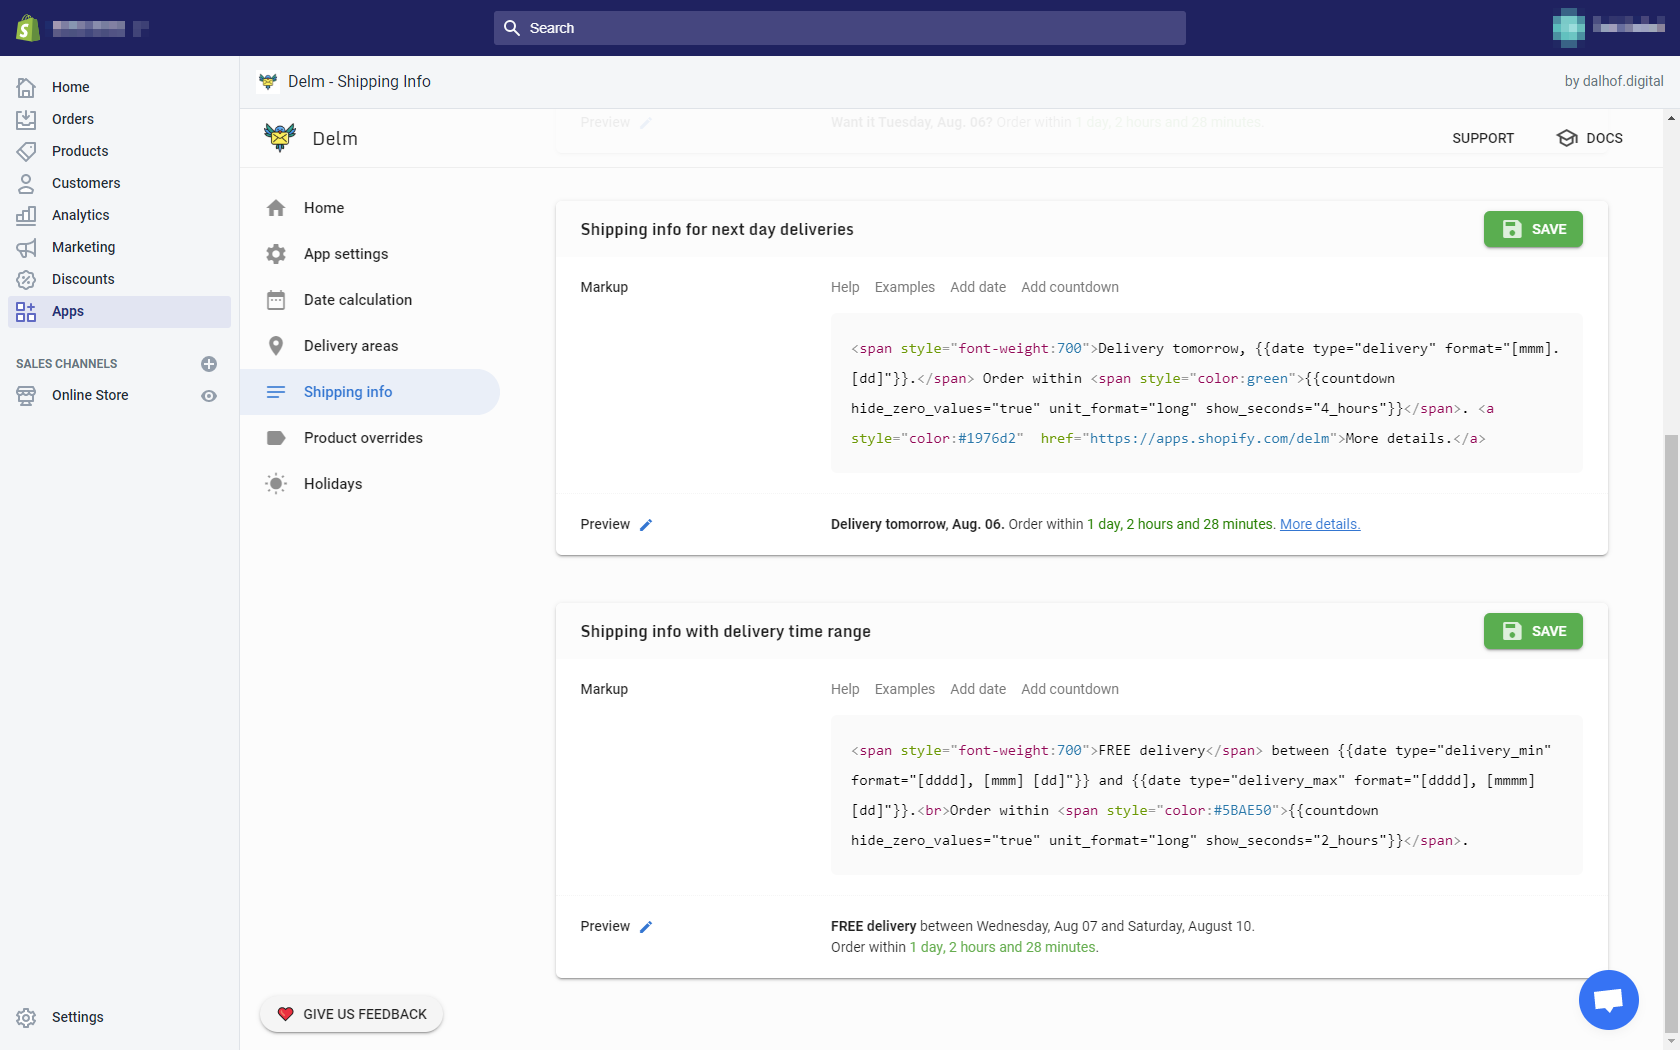 Search
Home
Orders
Products
Customers
Analytics
Marketing
Discounts
Apps
SALES CHANNELS
Online Store
Settings
Delm - Shipping Info
by dalhof.digital
Delm
SUPPORT
DOCS
Home
App settings
Date calculation
Delivery areas
Shipping info
Product overrides
Holidays
GIVE US FEEDBACK
Preview
Want it Tuesday, Aug. 06? Order within 1 day, 2 hours and 28 minutes.
Shipping info for next day deliveries
SAVE
Markup
Help Examples Add date Add countdown
<span style="font-weight:700">Delivery tomorrow, {{date type="delivery" format="[mmm].
[dd]"}}.</span> Order within <span style="color:green">{{countdown
hide_zero_values="true" unit_format="long" show_seconds="4_hours"}}</span>. <a
style="color:#1976d2"  href="https://apps.shopify.com/delm">More details.</a>
Preview
Delivery tomorrow, Aug. 06. Order within 1 day, 2 hours and 28 minutes. More details.
Shipping info with delivery time range
SAVE
Markup
Help Examples Add date Add countdown
<span style="font-weight:700">FREE delivery</span> between {{date type="delivery_min"
format="[dddd], [mmm] [dd]"}} and {{date type="delivery_max" format="[dddd], [mmmm]
[dd]"}}.<br>Order within <span style="color:#5BAE50">{{countdown
hide_zero_values="true" unit_format="long" show_seconds="2_hours"}}</span>.
Preview
FREE delivery between Wednesday, Aug 07 and Saturday, August 10.
Order within 1 day, 2 hours and 28 minutes.